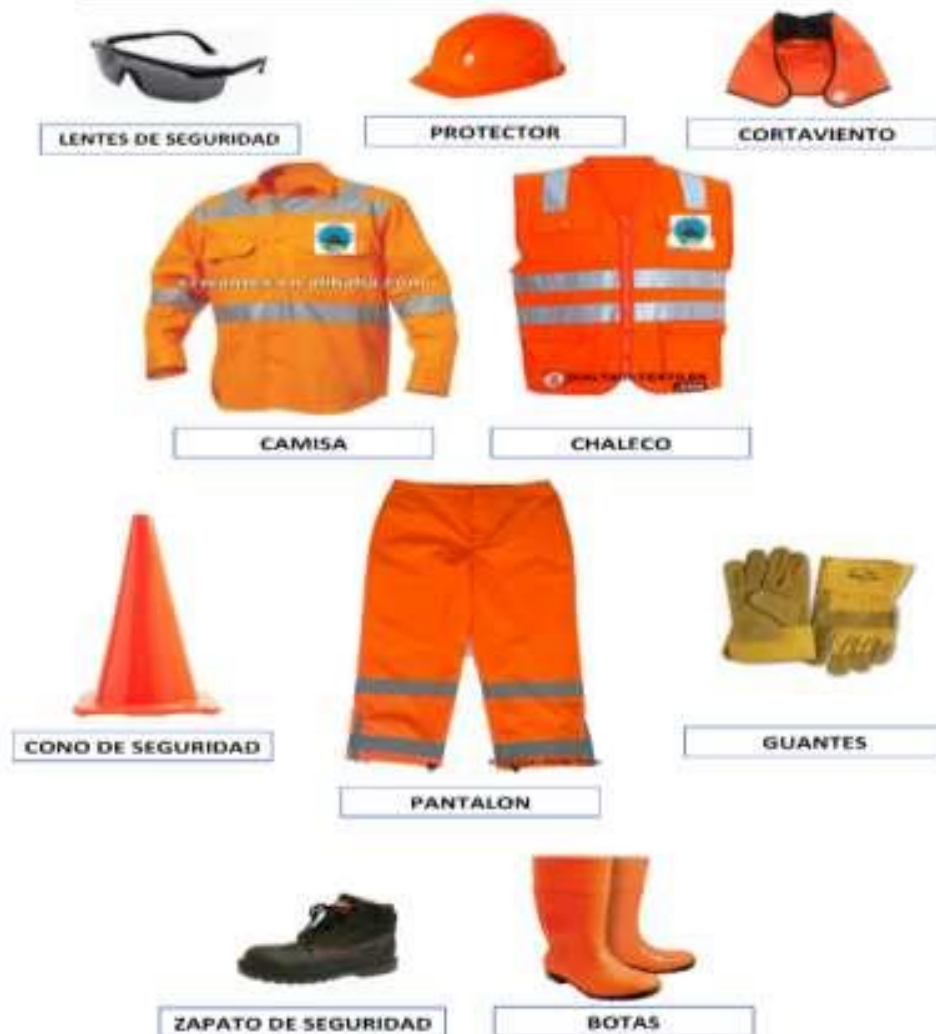 LENTES DE SEGURIDAD
PROTECTOR
CORTAVIENTO
CAMISA
CHALECO
CONO DE SEGURIDAD
GUANTES
PANTALON
ZAPATO DE SEGURIDAD
BOTAS